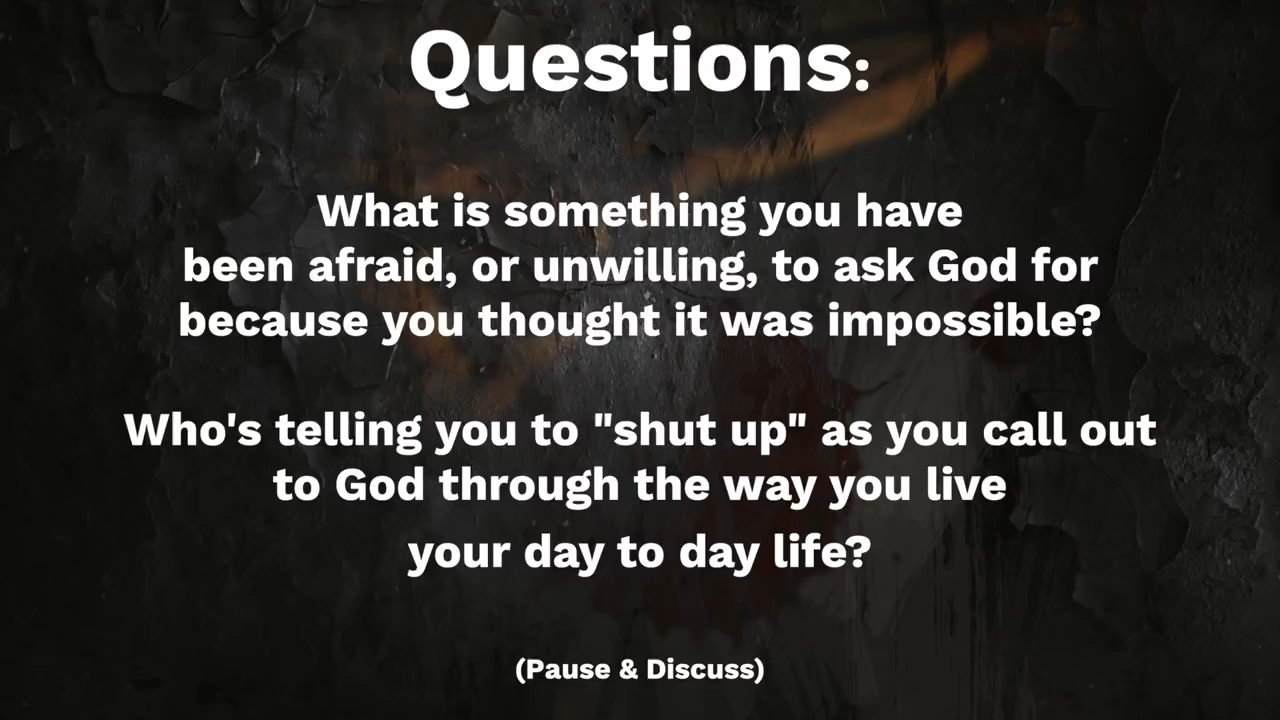 Questions:
What is something you have
been afraid, or unwilling, to ask God for
because you thought it was impossible?
Who's telling you to "shut up" as you call out
to God through the way you live
your day to day life?
(Pause & Discuss)